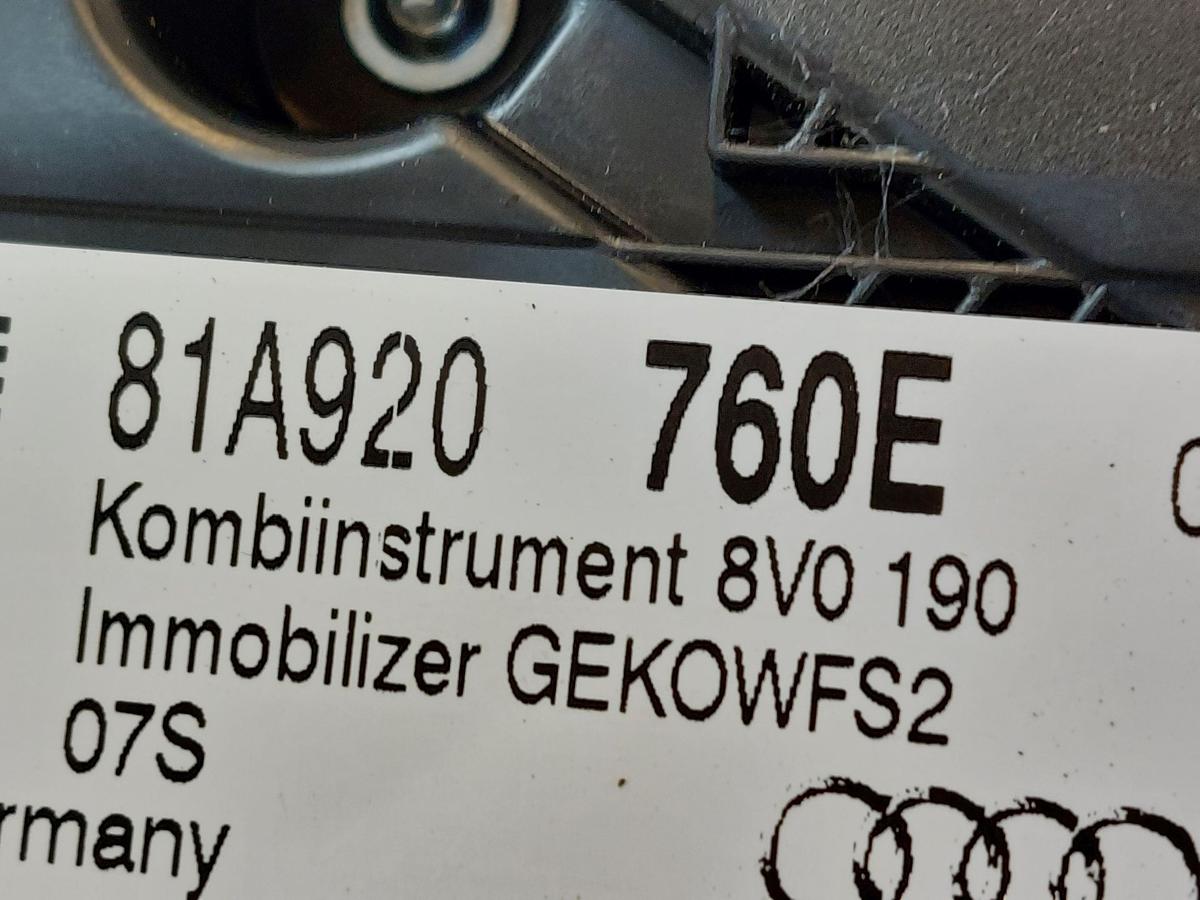 81A920 760E
Kombiinstrument 8V0 190
Immobilizer GEKOWFS2
07S
rmany